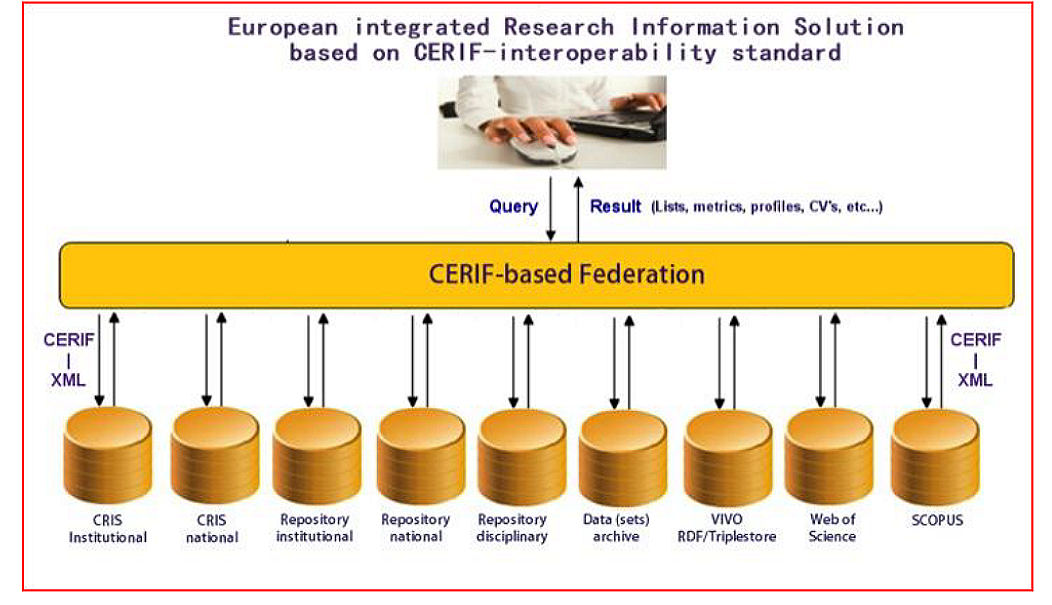 European integrated Research Information Solution
based on CERIF-interoperability standard
Query
Result (Lists, metrics, profiles, CV's, etc...)
CERIF-based Federation
CERIF
|
XML
CERIF
|
XML
CRIS
Institutional
CRIS
national
Repository
institutional
Repository
national
Repository
disciplinary
Data (sets)
archive
VIVO
RDF/Triplestore
Web of
Science
SCOPUS